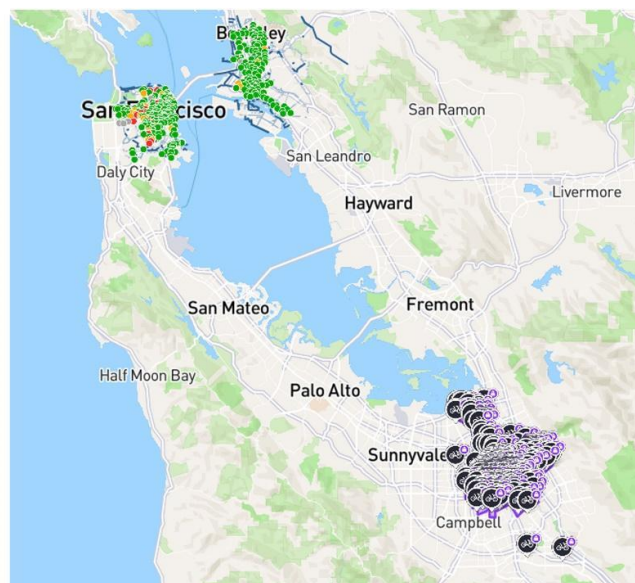 Berkeley
San Francisco
San Ramon
San Leandro
Daly City
Livermore
Hayward
San Mateo
Fremont
Half Moon Bay
Palo Alto
Sunnyvale
Campbell